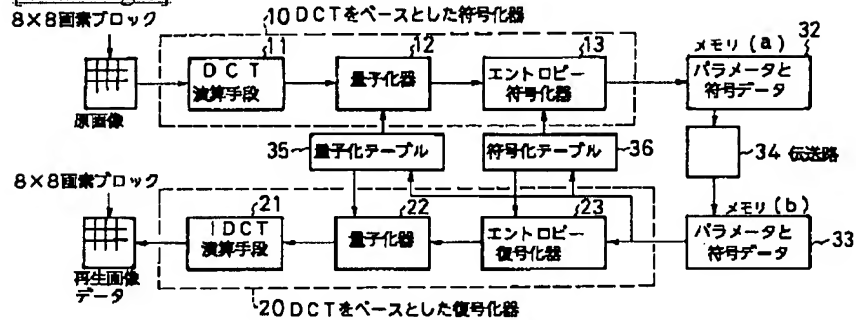 8×8画素ブロック
10 DCTをベースとした符号化器
11
12
13
メモリ(a)
32
原画像
DCT
演算手段
量子化器
エントロピー
符号化器
パラメータと
符号データ
35
量子化テーブル
符号化テーブル
36
34 伝送路
8×8画素ブロック
21
22
23
メモリ(b)
再生画像
データ
IDCT
演算手段
量子化器
エントロピー
復号化器
パラメータと
符号データ
33
20 DCTをベースとした復号化器